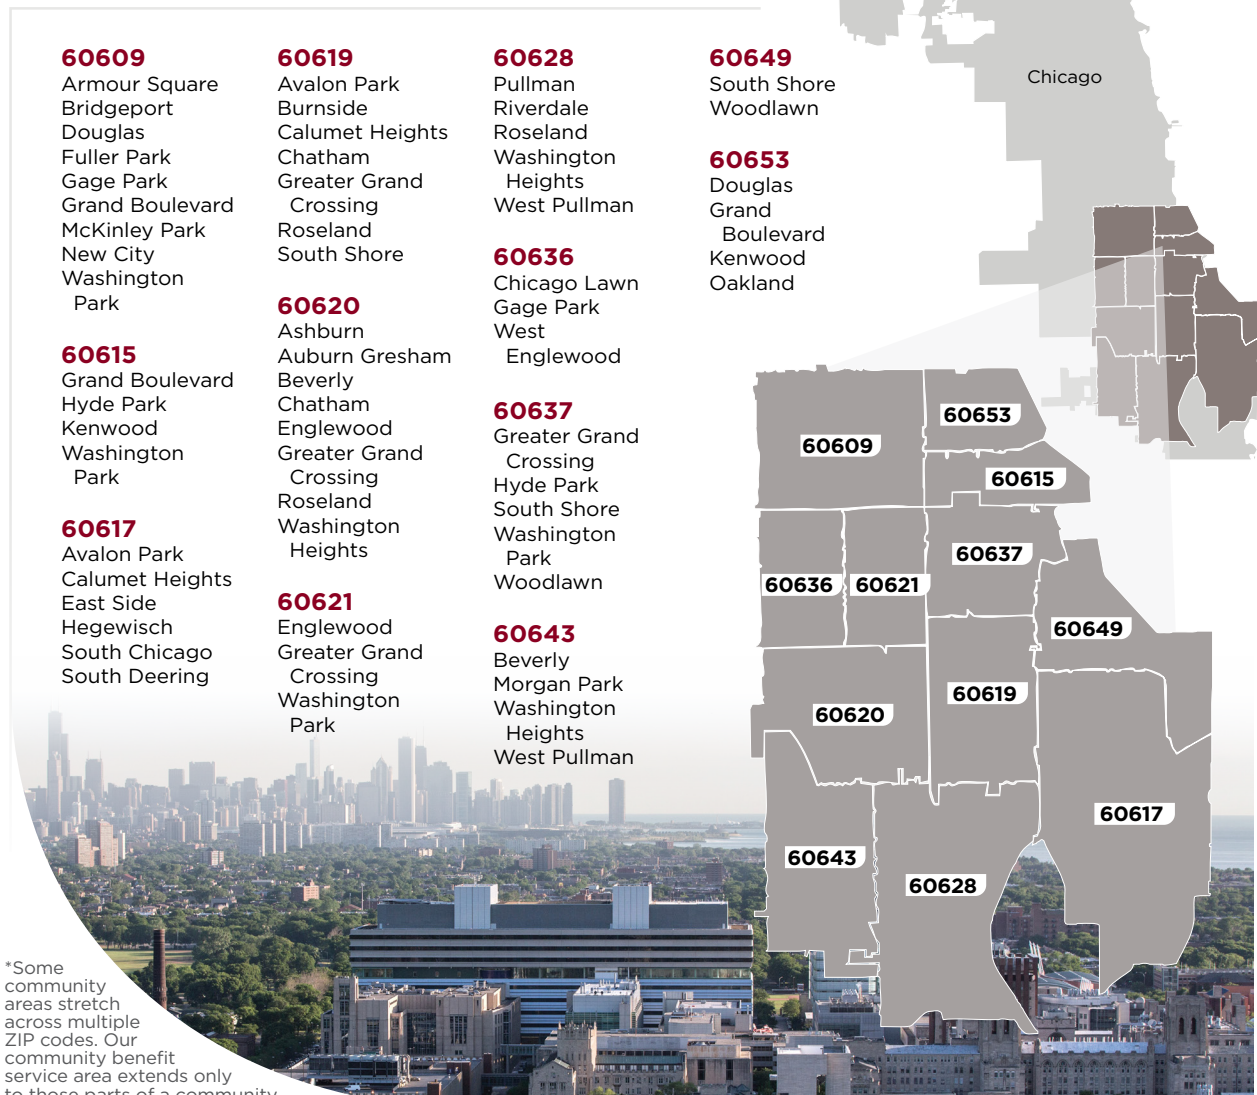 60609
Armour Square
Bridgeport
Douglas
Fuller Park
Gage Park
Grand Boulevard
McKinley Park
New City
Washington
Park
60615
Grand Boulevard
Hyde Park
Kenwood
Washington
Park
60617
Avalon Park
Calumet Heights
East Side
Hegewisch
South Chicago
South Deering
60619
Avalon Park
Burnside
Calumet Heights
Chatham
Greater Grand
Crossing
Roseland
South Shore
60620
Ashburn
Auburn Gresham
Beverly
Chatham
Englewood
Greater Grand
Crossing
Roseland
Washington
Heights
60621
Englewood
Greater Grand
Crossing
Washington
Park
60628
Pullman
Riverdale
Roseland
Washington
Heights
West Pullman
60636
Chicago Lawn
Gage Park
West
Englewood
60637
Greater Grand
Crossing
Hyde Park
South Shore
Washington
Park
Woodlawn
60643
Beverly
Morgan Park
Washington
Heights
West Pullman
60649
South Shore
Woodlawn
60653
Douglas
Grand
Boulevard
Kenwood
Oakland
Chicago
60653
60609
60615
60637
60636
60621
60649
60619
60620
60617
60643
60628
*Some
community
areas stretch
across multiple
ZIP codes. Our
community benefit
service area extends only
to those parts of a community